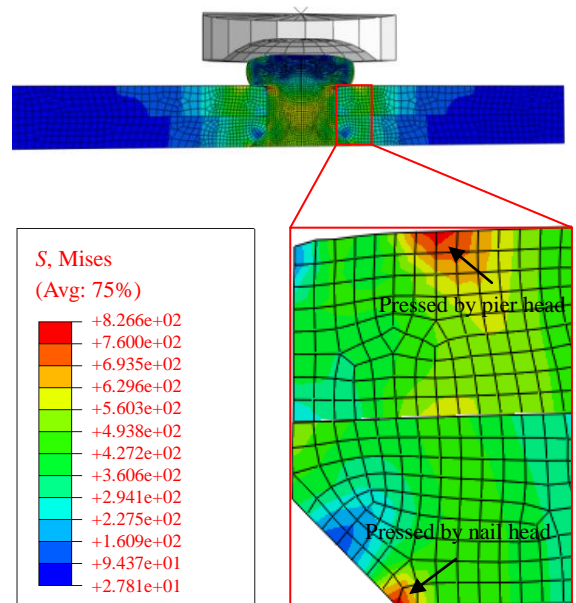 S, Mises
(Avg: 75%)
+8.266e+02
+7.600e+02
+6.935e+02
+6.296e+02
+5.603e+02
+4.938e+02
+4.272e+02
+3.606e+02
+2.941e+02
+2.275e+02
+1.609e+02
+9.437e+01
+2.781e+01
Pressed by pier head
Pressed by nail head